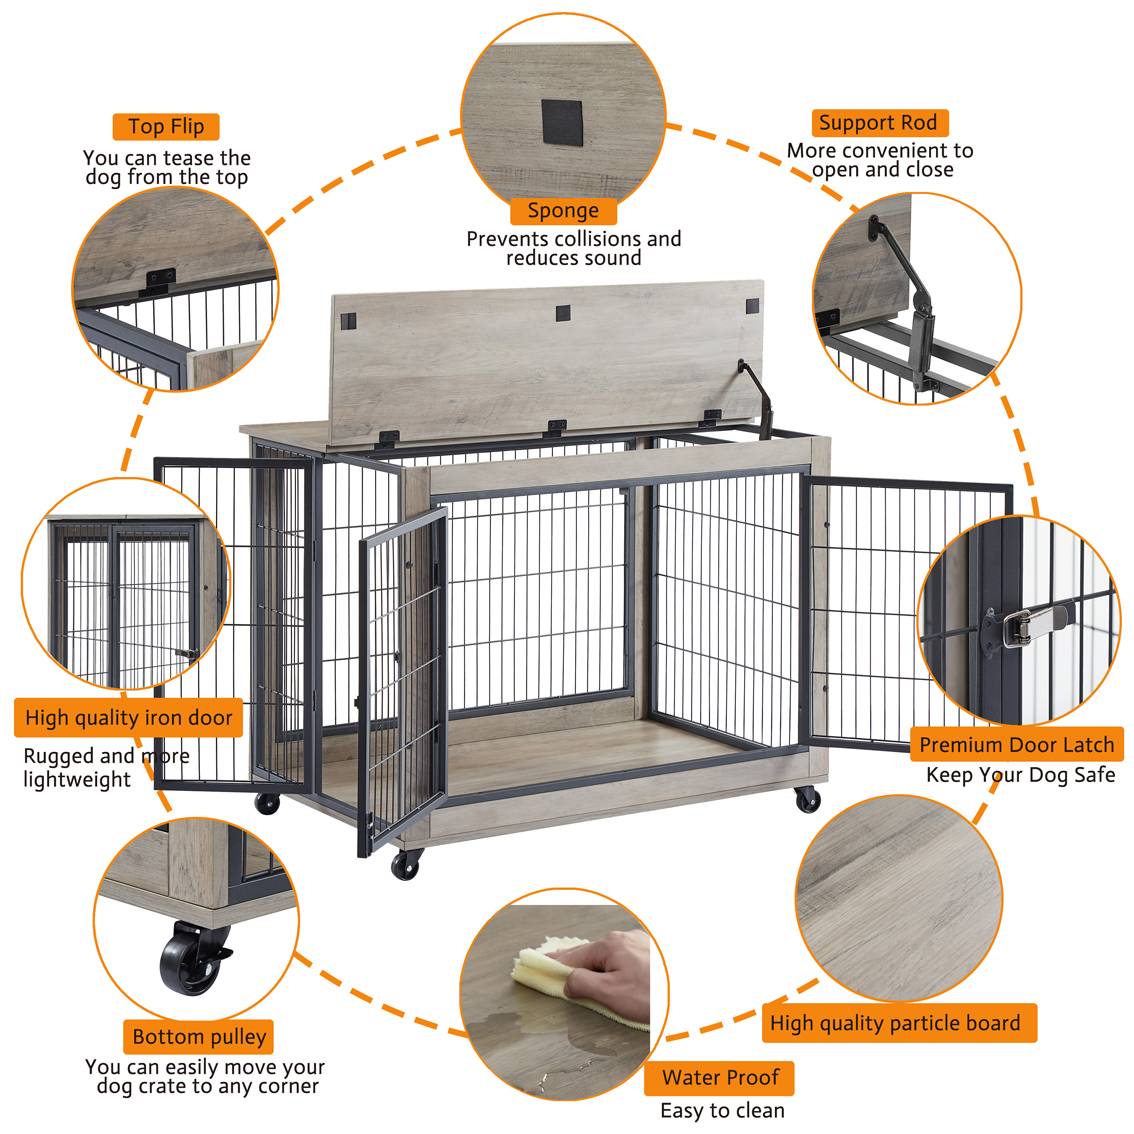 Top Flip
You can tease the
dog from the top
Sponge
Prevents collisions and
reduces sound
Support Rod
More convenient to
open and close
High quality iron door
Rugged and more
lightweight
Premium Door Latch
Keep Your Dog Safe
Bottom pulley
You can easily move your
dog crate to any corner
Water Proof
Easy to clean
High quality particle board